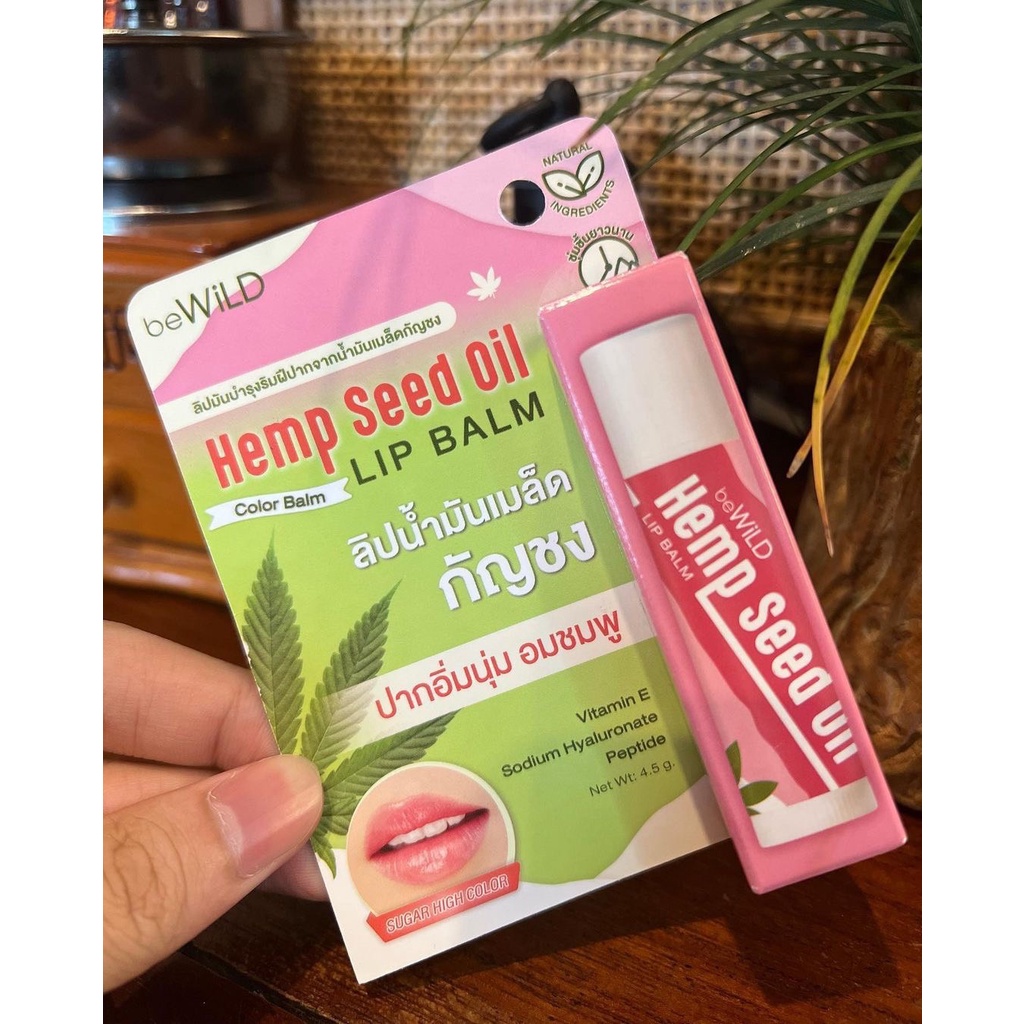 NATURAL
INGREDIENTS
ชุ่มชื้นยาวนาน
beWiLD
ลิปมันบำรุงริมฝีปากจากน้ำมันเมล็ดกัญชง
Hemp Seed Oil
LIP BALM
Color Balm
ลิปน้ำมันเมล็ด
กัญชง
ปากอิ่มนุ่ม อมชมพู
Vitamin E
Sodium Hyaluronate
Peptide
Net Wt: 4.5 g.
SUGAR HIGH COLOR
beWiLD
Hemp Seed Oil
LIP BALM